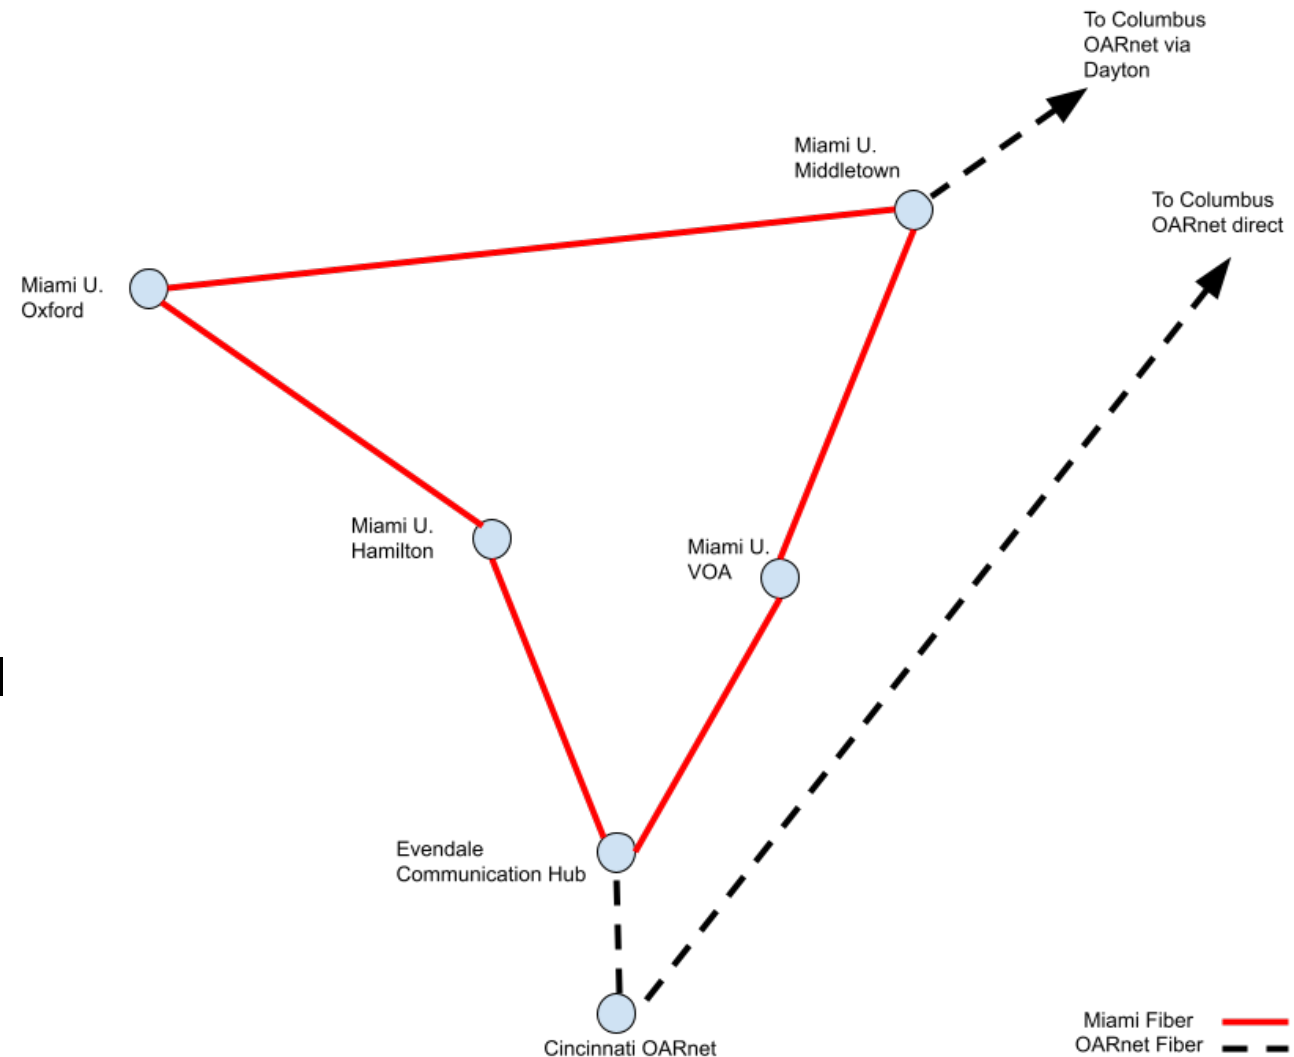 To Columbus
OARnet via
Dayton
Miami U.
Middletown
To Columbus
OARnet direct
Miami U.
Oxford
Miami U.
Hamilton
Miami U.
VOA
Evendale
Communication Hub
Cincinnati OARnet
Miami Fiber
OARnet Fiber